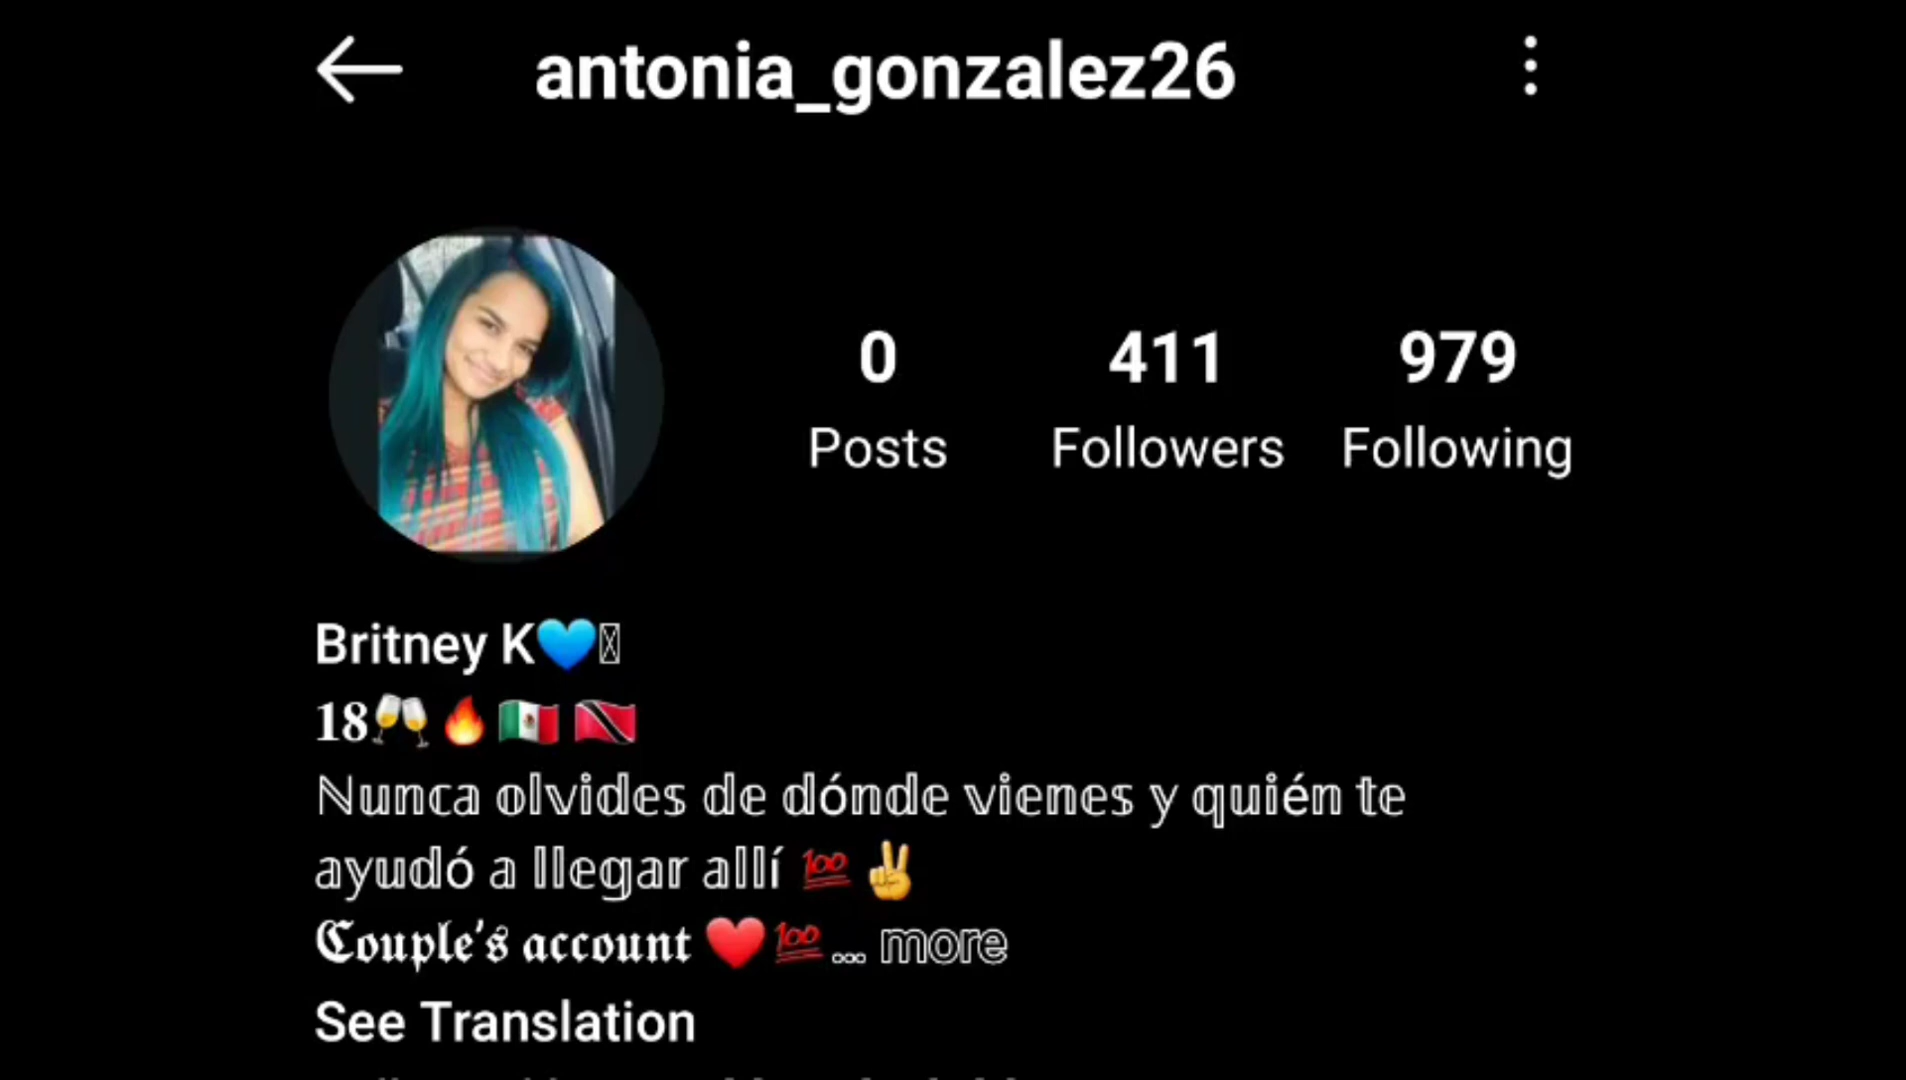 antonia_gonzalez26
0
411
979
Posts
Followers
Following
Britney K💙
18🥂🔥🇲🇽🇹🇹
Nunca olvides de dónde vienes y quién te
ayudó a llegar allí 💯✌️
Couple's account ❤️💯... more
See Translation